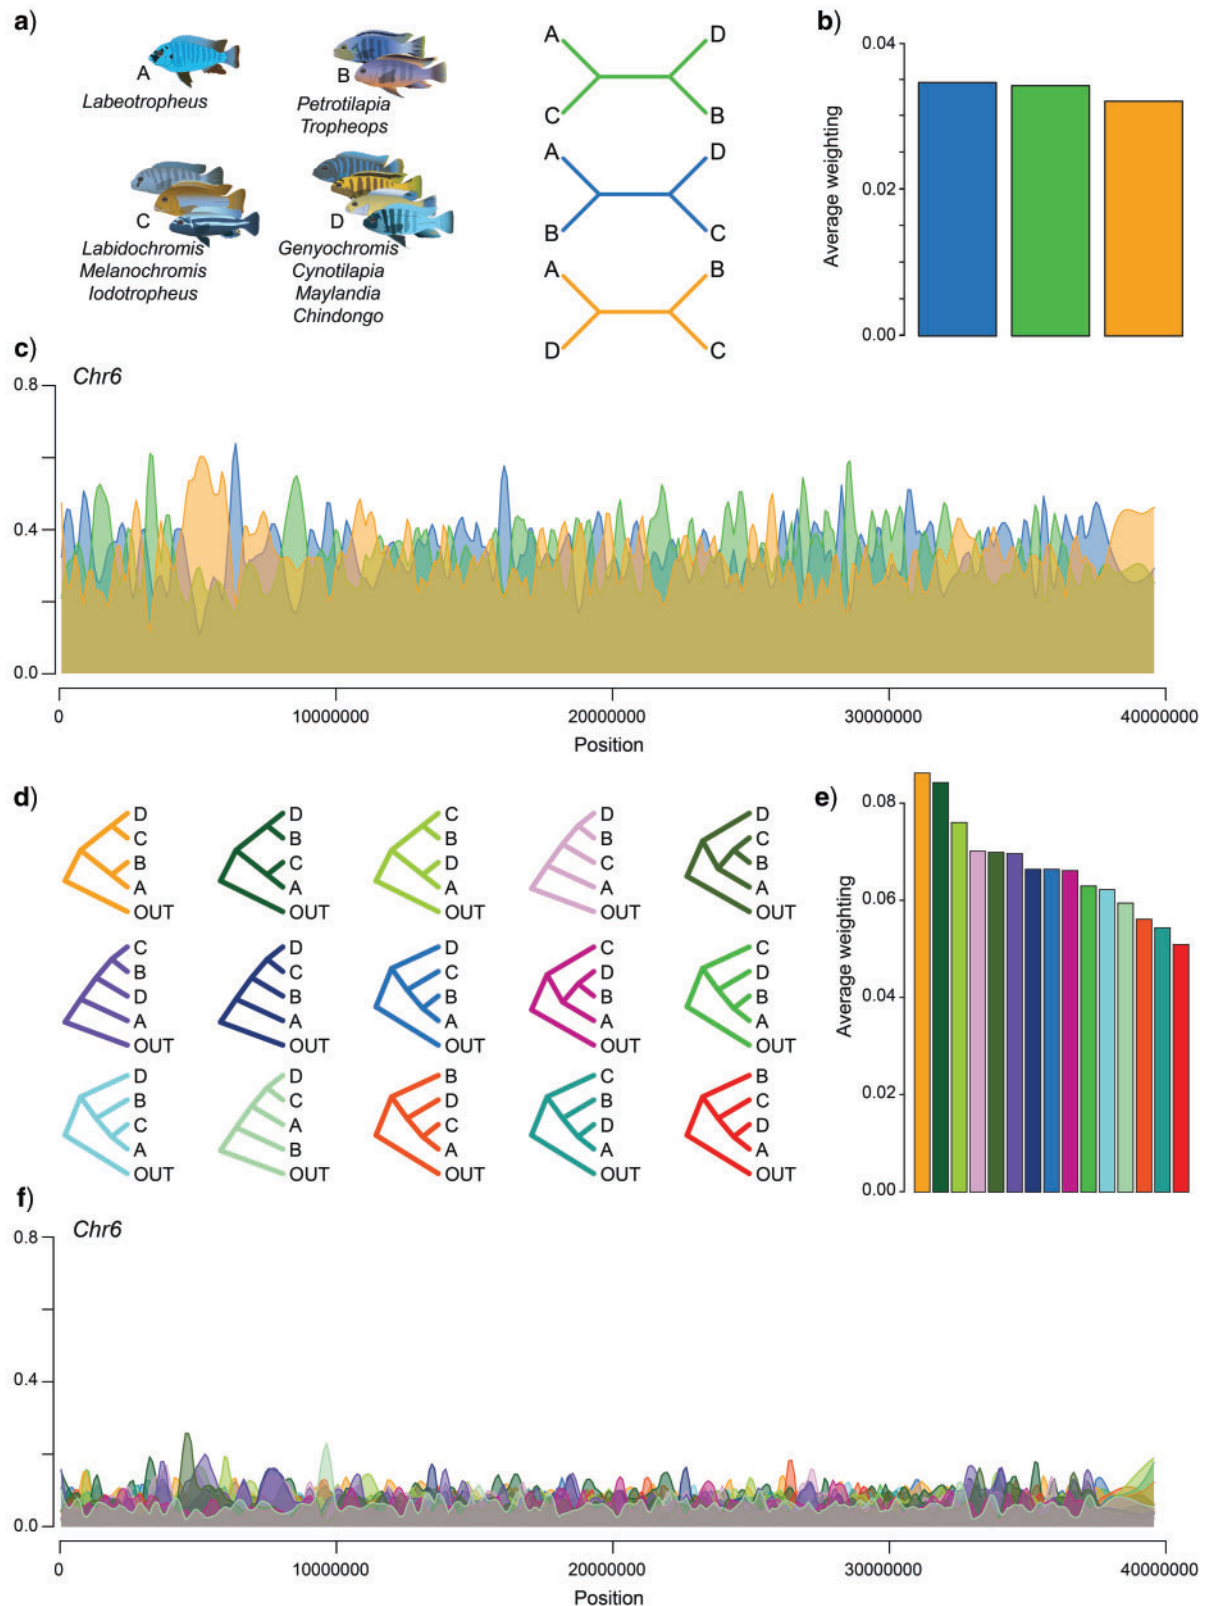 a)
A
Labeotropheus
B
Petrotilapia
Tropheops
C
Labidochromis
Melanochromis
Iodotropheus
D
Genyochromis
Cynotilapia
Maylandia
Chindongo
A D
C B
A D
B C
A B
D C
b)
Average weighting
0.04
0.02
0.00
c)
Chr6
0.8
0.4
0.0
0 10000000 20000000 30000000 40000000
Position
d)
D D C D D
C B B B C
B C D C B
A A A A A
OUT OUT OUT OUT OUT
C D D C C
B C C D D
D B B B B
A A A A A
OUT OUT OUT OUT OUT
D D B C B
B C D B C
C A C D D
A B A A A
OUT OUT OUT OUT OUT
e)
Average weighting
0.08
0.06
0.04
0.02
0.00
f)
Chr6
0.8
0.4
0.0
0 10000000 20000000 30000000 40000000
Position